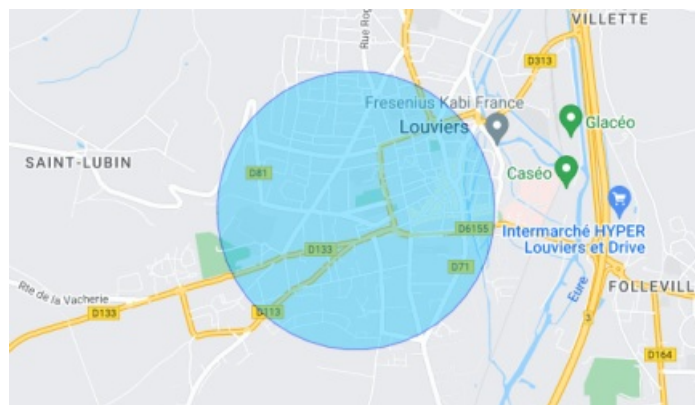 VILLETTE
Rue Rog
D313
Fresenius Kabi France
Louviers
Glacéo
SAINT-LUBIN
D81
Caséo
D6155
Intermarché HYPER
Louviers et Drive
D133
D71
Rte de la Vacherie
Eure
FOLLEVILL
D133
D113
3
D164